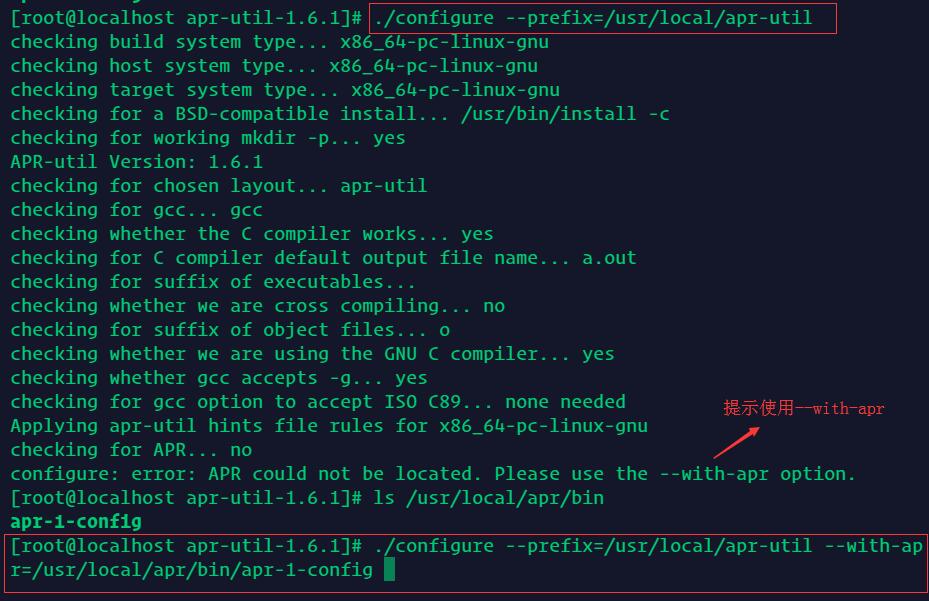 [root@localhost apr-util-1.6.1]# ./configure --prefix=/usr/local/apr-util
checking build system type... x86_64-pc-linux-gnu
checking host system type... x86_64-pc-linux-gnu
checking target system type... x86_64-pc-linux-gnu
checking for a BSD-compatible install... /usr/bin/install -c
checking for working mkdir -p... yes
APR-util Version: 1.6.1
checking for chosen layout... apr-util
checking for gcc... gcc
checking whether the C compiler works... yes
checking for C compiler default output file name... a.out
checking for suffix of executables...
checking whether we are cross compiling... no
checking for suffix of object files... o
checking whether we are using the GNU C compiler... yes
checking whether gcc accepts -g... yes
checking for gcc option to accept ISO C89... none needed
提示使用--with-apr
Applying apr-util hints file rules for x86_64-pc-linux-gnu
checking for APR... no
configure: error: APR could not be located. Please use the --with-apr option.
[root@localhost apr-util-1.6.1]# ls /usr/local/apr/bin
apr-1-config
[root@localhost apr-util-1.6.1]# ./configure --prefix=/usr/local/apr-util --with-ap
r=/usr/local/apr/bin/apr-1-config